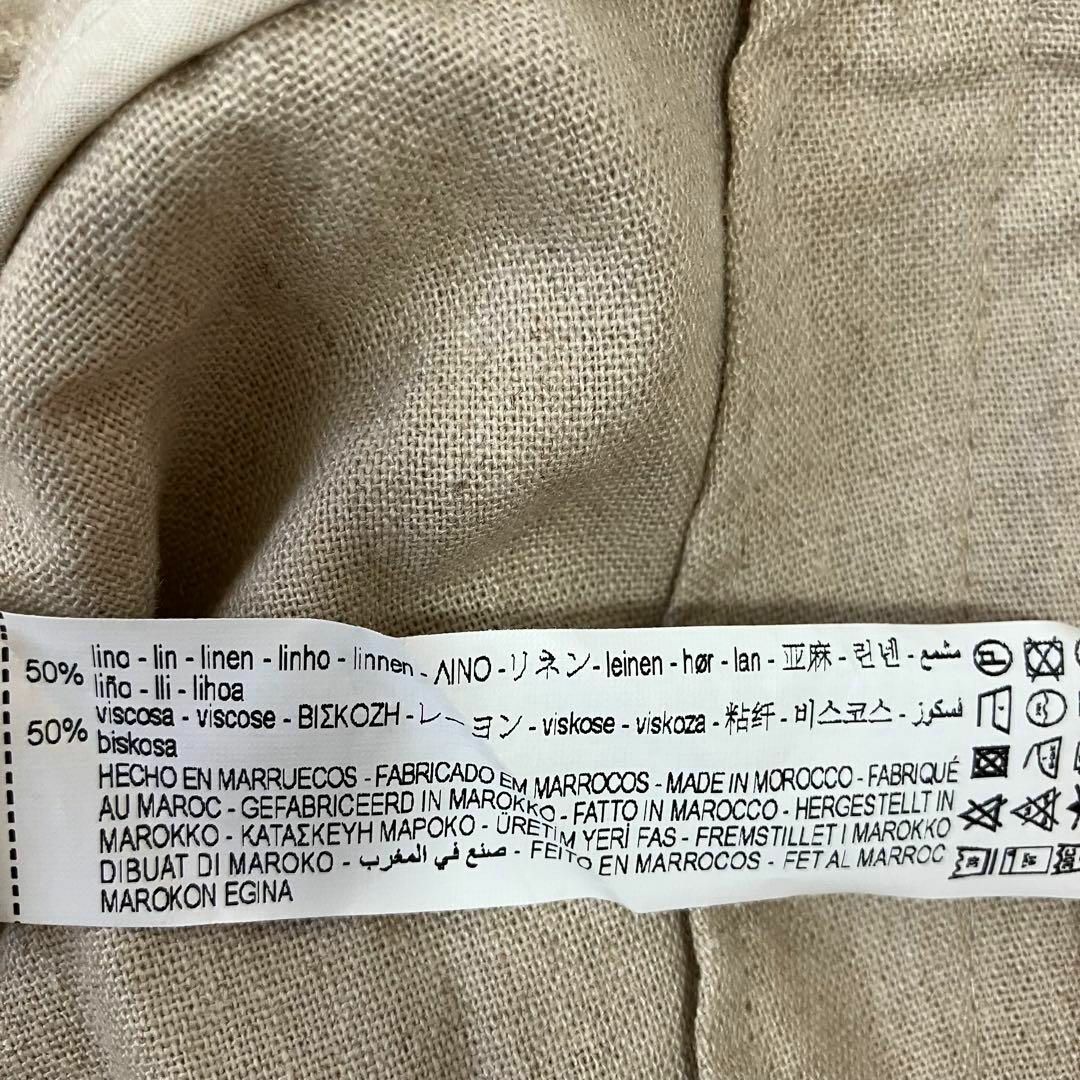 50% lino - lin - linen - linho - linnen - ΛΙΝΟ - リネン - leinen - hør - lan - 亚麻 - 린넨 - مشمع
liño - lli - lihoa
50% viscosa - viscose - ΒΙΣΚΟΖΗ - レーヨン - viskose - viskoza - 粘纤 - 비스코스 - فسكوز
biskosa
HECHO EN MARRUECOS - FABRICADO EM MARROCOS - MADE IN MOROCCO - FABRIQUÉ
AU MAROC - GEFABRICEERD IN MAROKKO - FATTO IN MAROCCO - HERGESTELLT IN
MAROKKO - ΚΑΤΑΣΚΕΥΗ ΜΑΡΟΚΟ - ÜRETİM YERİ FAS - FREMSTILLET I MAROKKO
DIBUAT DI MAROKO - صنع في المغرب - FEITO EN MARROCOS - FET AL MARROC
MAROKON EGINA